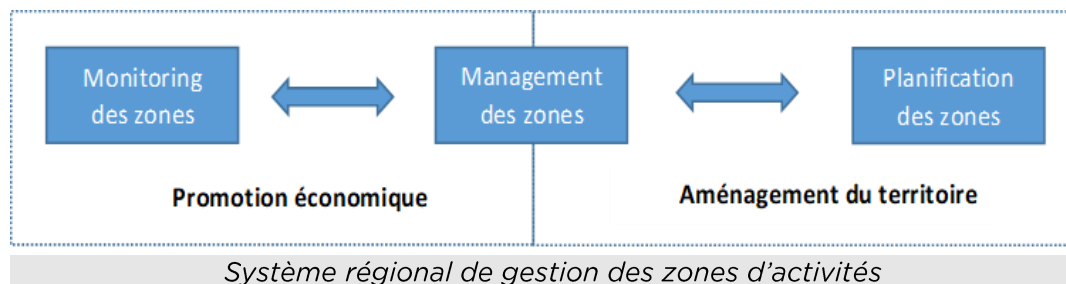 Monitoring
des zones
Management
des zones
Planification
des zones
Promotion économique
Aménagement du territoire
Système régional de gestion des zones d'activités